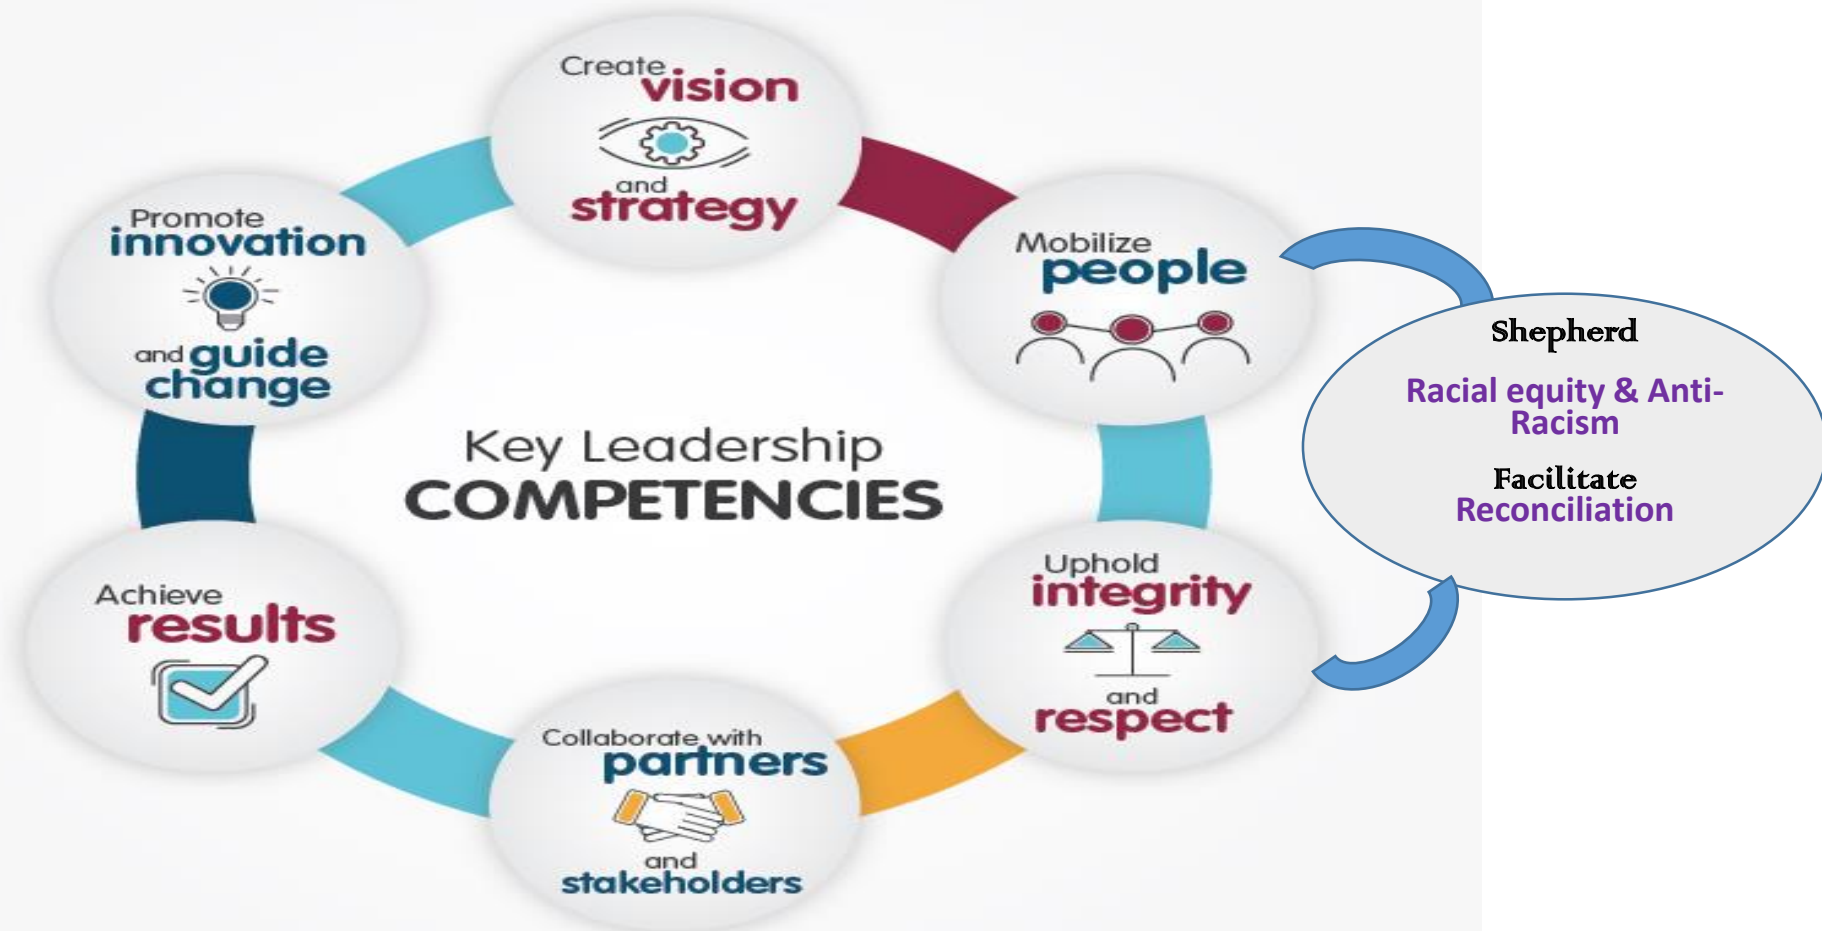 Create
vision
and
strategy
Mobilize
people
Uphold
integrity
and
respect
Collaborate with
partners
and
stakeholders
Achieve
results
Promote
innovation
and guide
change
Key Leadership
COMPETENCIES
Shepherd
Racial equity & Anti-
Racism
Facilitate
Reconciliation